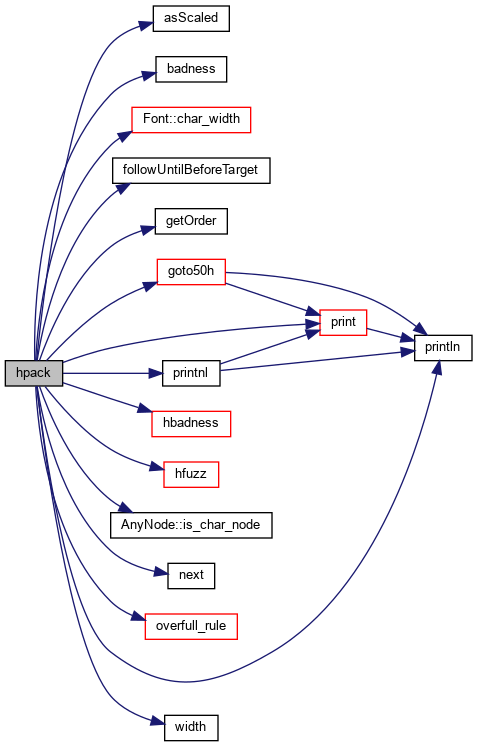 asScaled
badness
Font::char_width
followUntilBeforeTarget
getOrder
goto50h
print
println
hpack
printnl
hbadness
hfuzz
AnyNode::is_char_node
next
overfull_rule
width